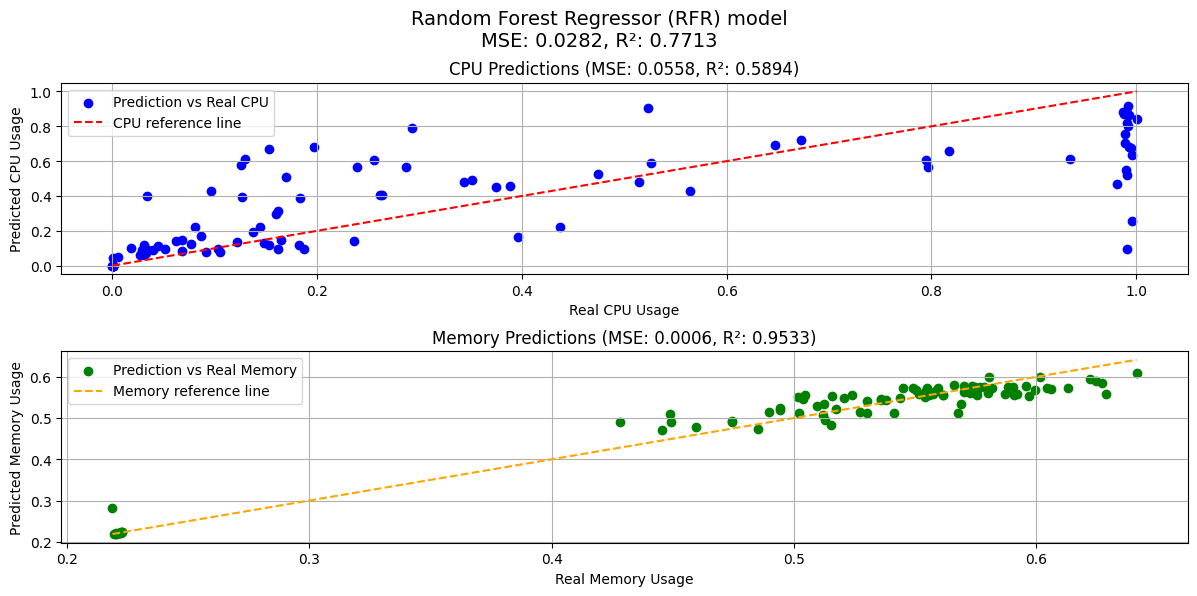 Random Forest Regressor (RFR) model
MSE: 0.0282, R²: 0.7713
CPU Predictions (MSE: 0.0558, R²: 0.5894)
Prediction vs Real CPU
CPU reference line
Predicted CPU Usage
1.0
0.8
0.6
0.4
0.2
0.0
0.0 0.2 0.4 0.6 0.8 1.0
Real CPU Usage
Memory Predictions (MSE: 0.0006, R²: 0.9533)
Prediction vs Real Memory
Memory reference line
Predicted Memory Usage
0.6
0.5
0.4
0.3
0.2
0.2 0.3 0.4 0.5 0.6
Real Memory Usage